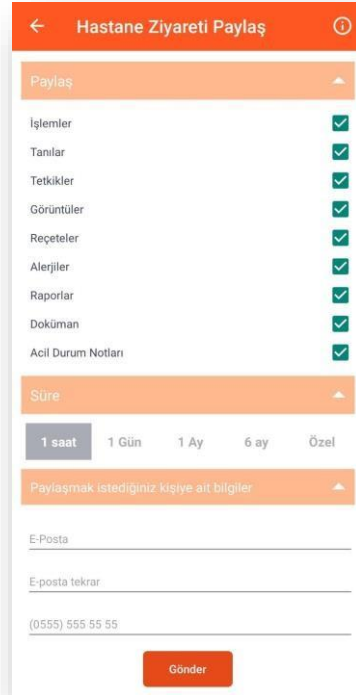 Hastane Ziyareti Paylaş
Paylaş
İşlemler
Tanılar
Tetkikler
Görüntüler
Reçeteler
Alerjiler
Raporlar
Doküman
Acil Durum Notları
Süre
1 saat 1 Gün 1 Ay 6 ay Özel
Paylaşmak istediğiniz kişiye ait bilgiler
E-Posta
E-posta tekrar
(0555) 555 55 55
Gönder